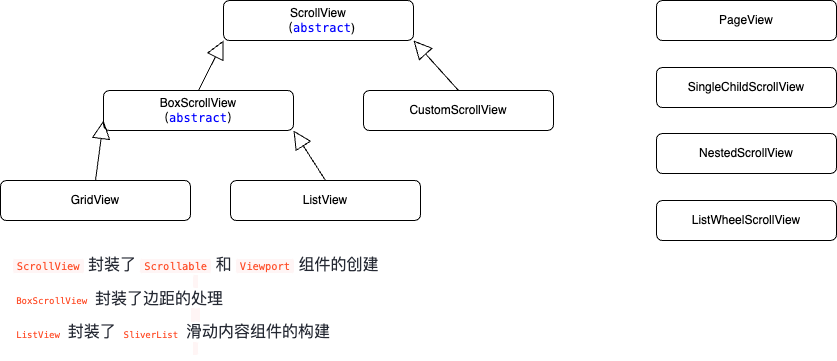 ScrollView
(abstract)
PageView
SingleChildScrollView
BoxScrollView
(abstract)
CustomScrollView
NestedScrollView
GridView
ListView
ListWheelScrollView
ScrollView 封装了 Scrollable 和 Viewport 组件的创建
BoxScrollView 封装了边距的处理
ListView 封装了 SliverList 滑动内容组件的构建